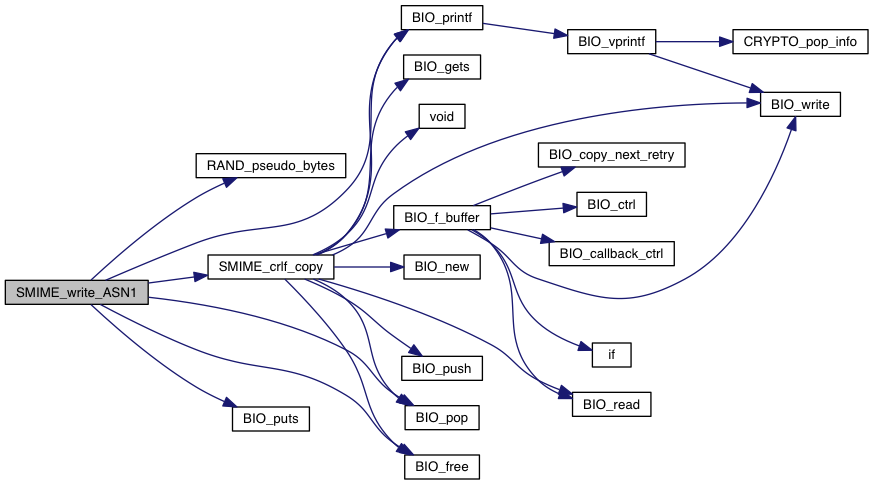 BIO_printf
BIO_vprintf
CRYPTO_pop_info
BIO_gets
BIO_write
void
BIO_copy_next_retry
RAND_pseudo_bytes
BIO_ctrl
BIO_f_buffer
BIO_callback_ctrl
SMIME_crlf_copy
BIO_new
SMIME_write_ASN1
if
BIO_push
BIO_read
BIO_puts
BIO_pop
BIO_free